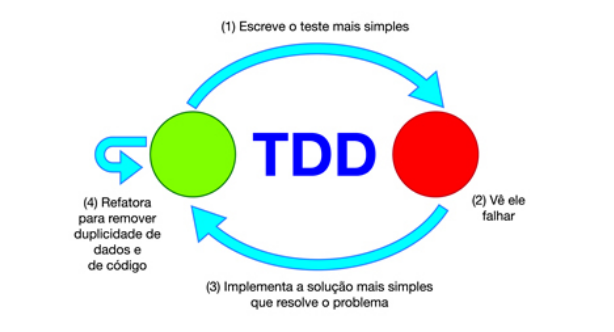 (1) Escreve o teste mais simples
TDD
(2) Vê ele
falhar
(3) Implementa a solução mais simples
que resolve o problema
(4) Refatora
para remover
duplicidade de
dados e
de código